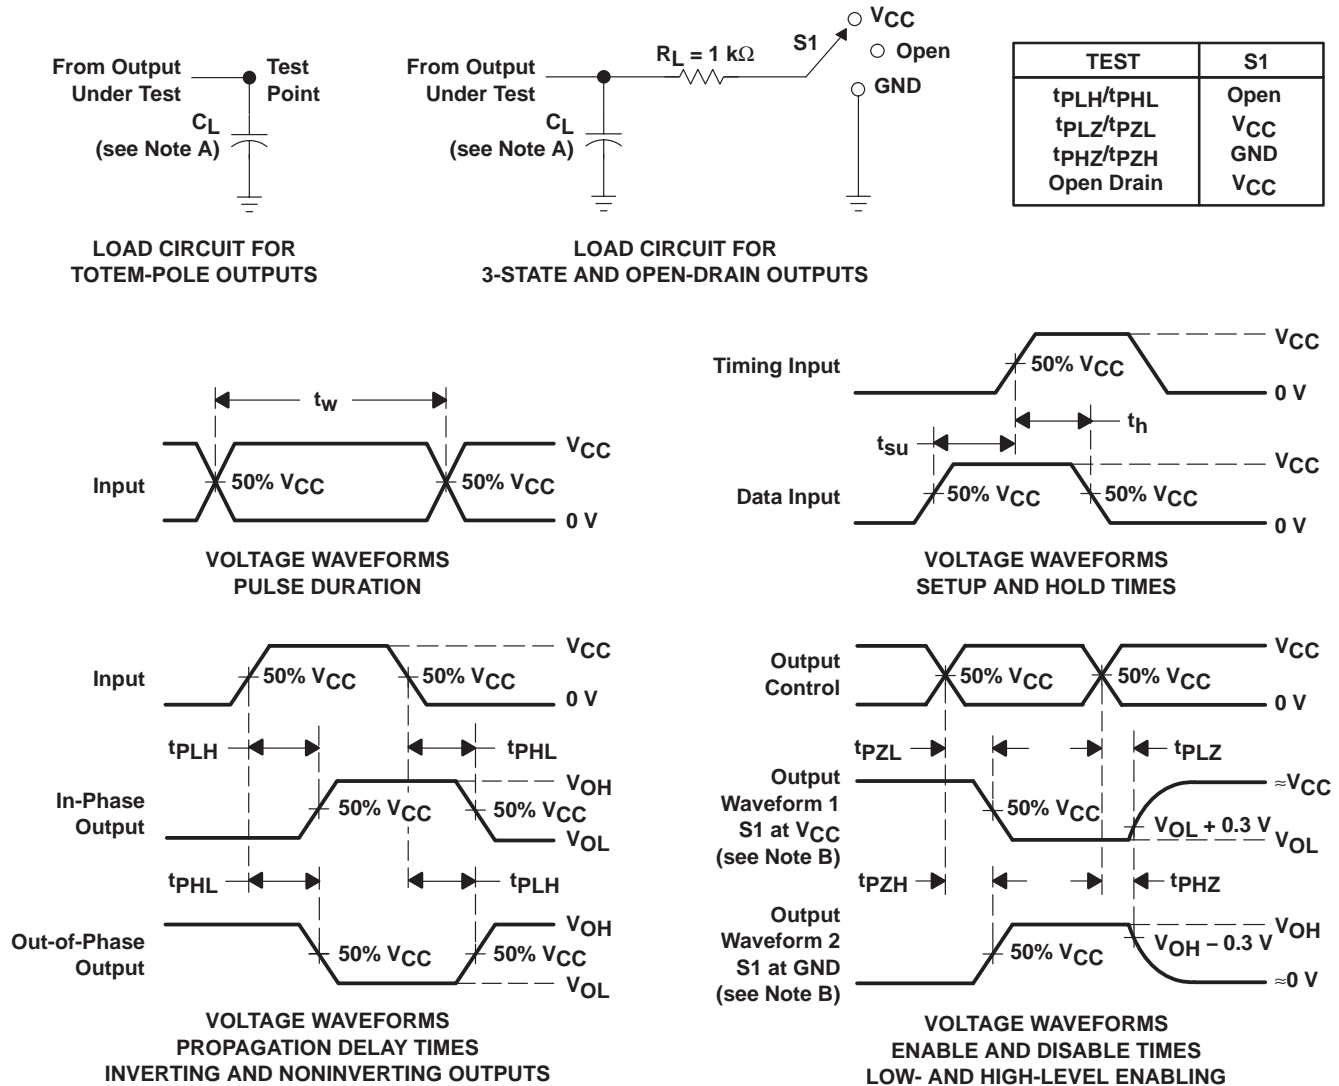 From Output
Under Test
Test
Point
CL
(see Note A)
LOAD CIRCUIT FOR
TOTEM-POLE OUTPUTS
From Output
Under Test
RL = 1 kΩ
S1
VCC
Open
GND
CL
(see Note A)
LOAD CIRCUIT FOR
3-STATE AND OPEN-DRAIN OUTPUTS
TEST S1
tPLH/tPHL Open
tPLZ/tPZL VCC
tPHZ/tPZH GND
Open Drain VCC
tw
Input
50% VCC
50% VCC
VCC
0 V
VOLTAGE WAVEFORMS
PULSE DURATION
Timing Input
50% VCC
VCC
0 V
tsu
th
Data Input
50% VCC
50% VCC
VCC
0 V
VOLTAGE WAVEFORMS
SETUP AND HOLD TIMES
Input
50% VCC
50% VCC
VCC
0 V
tPLH
tPHL
In-Phase
Output
50% VCC
50% VCC
VOH
VOL
tPHL
tPLH
Out-of-Phase
Output
50% VCC
50% VCC
VOH
VOL
VOLTAGE WAVEFORMS
PROPAGATION DELAY TIMES
INVERTING AND NONINVERTING OUTPUTS
Output
Control
50% VCC
50% VCC
VCC
0 V
tPZL
tPLZ
Output
Waveform 1
S1 at VCC
(see Note B)
50% VCC
≈VCC
VOL + 0.3 V
VOL
tPZH
tPHZ
Output
Waveform 2
S1 at GND
(see Note B)
50% VCC
VOH
VOH − 0.3 V
≈0 V
VOLTAGE WAVEFORMS
ENABLE AND DISABLE TIMES
LOW- AND HIGH-LEVEL ENABLING